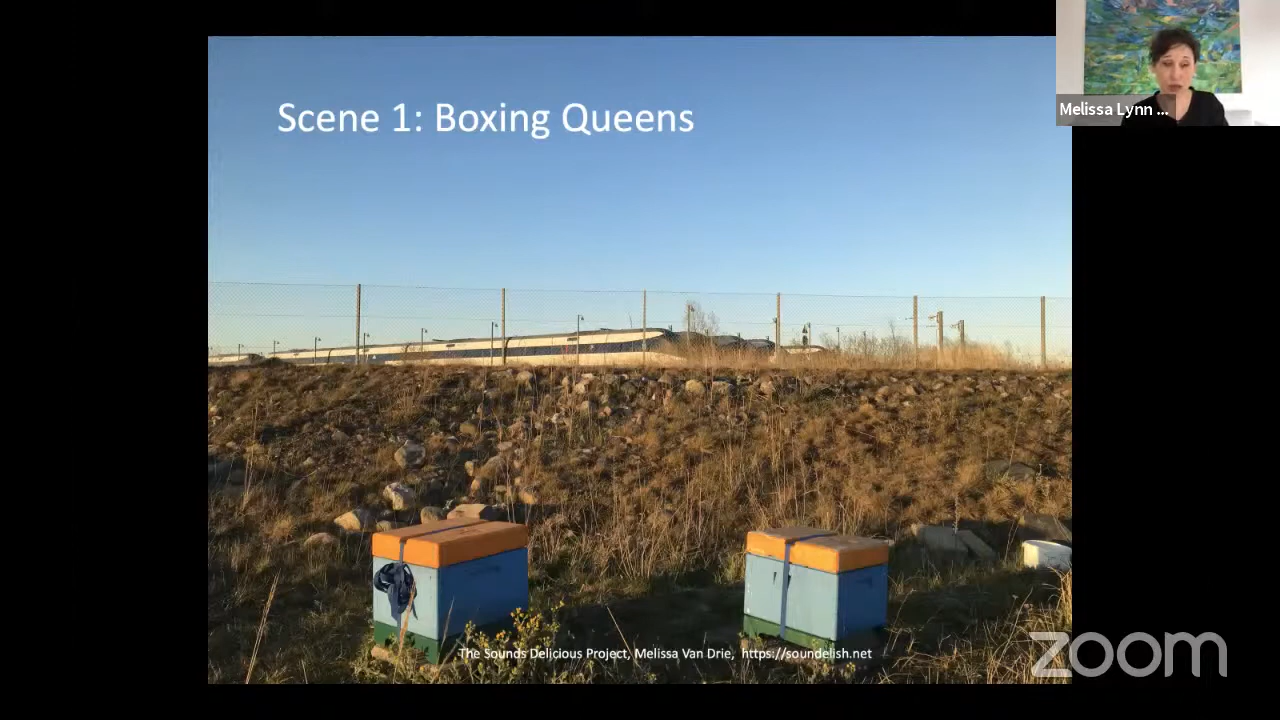 Scene 1: Boxing Queens
Melissa Lynn ...
The Sounds Delicious Project, Melissa Van Drie, https://soundelish.net
zoom